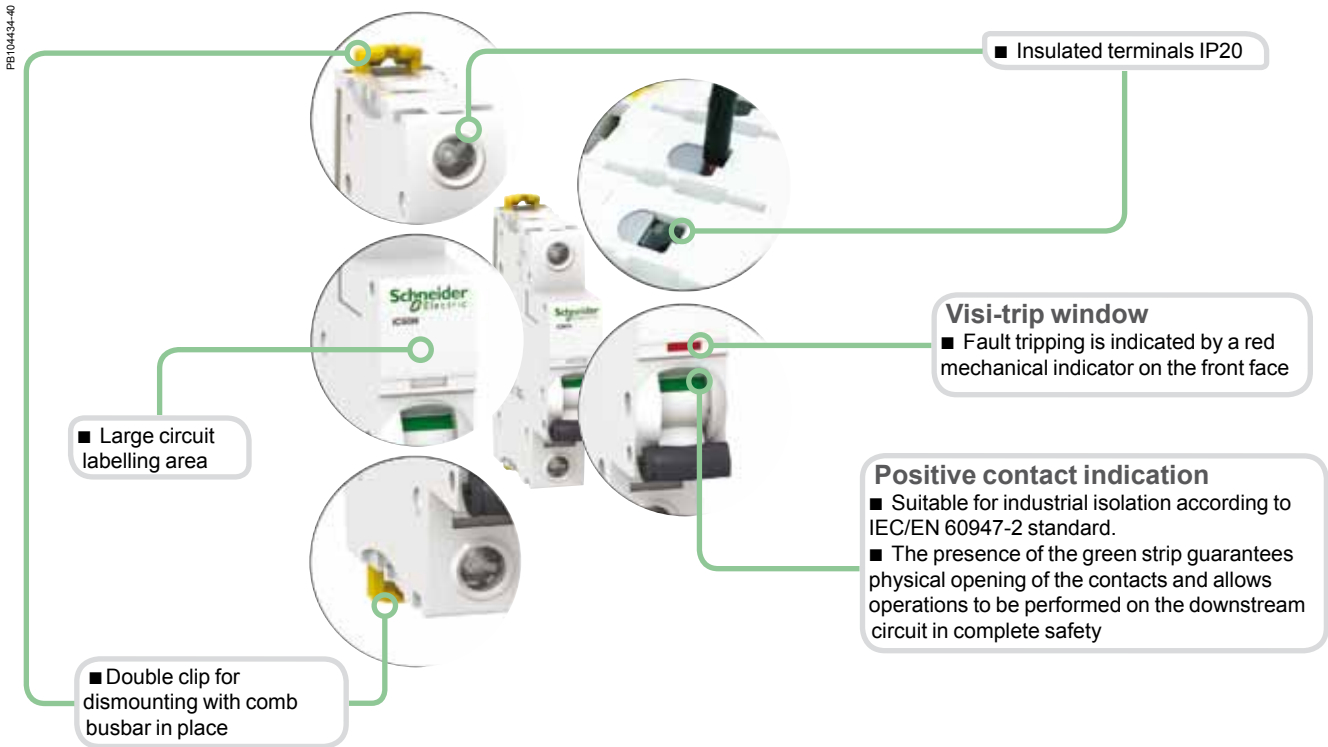 PB104434-40
■ Insulated terminals IP20
Schneider
Electric
iC60N
Schneider
Visi-trip window
■ Fault tripping is indicated by a red
mechanical indicator on the front face
■ Large circuit
labelling area
Positive contact indication
■ Suitable for industrial isolation according to
IEC/EN 60947-2 standard.
■ The presence of the green strip guarantees
physical opening of the contacts and allows
operations to be performed on the downstream
circuit in complete safety
■ Double clip for
dismounting with comb
busbar in place